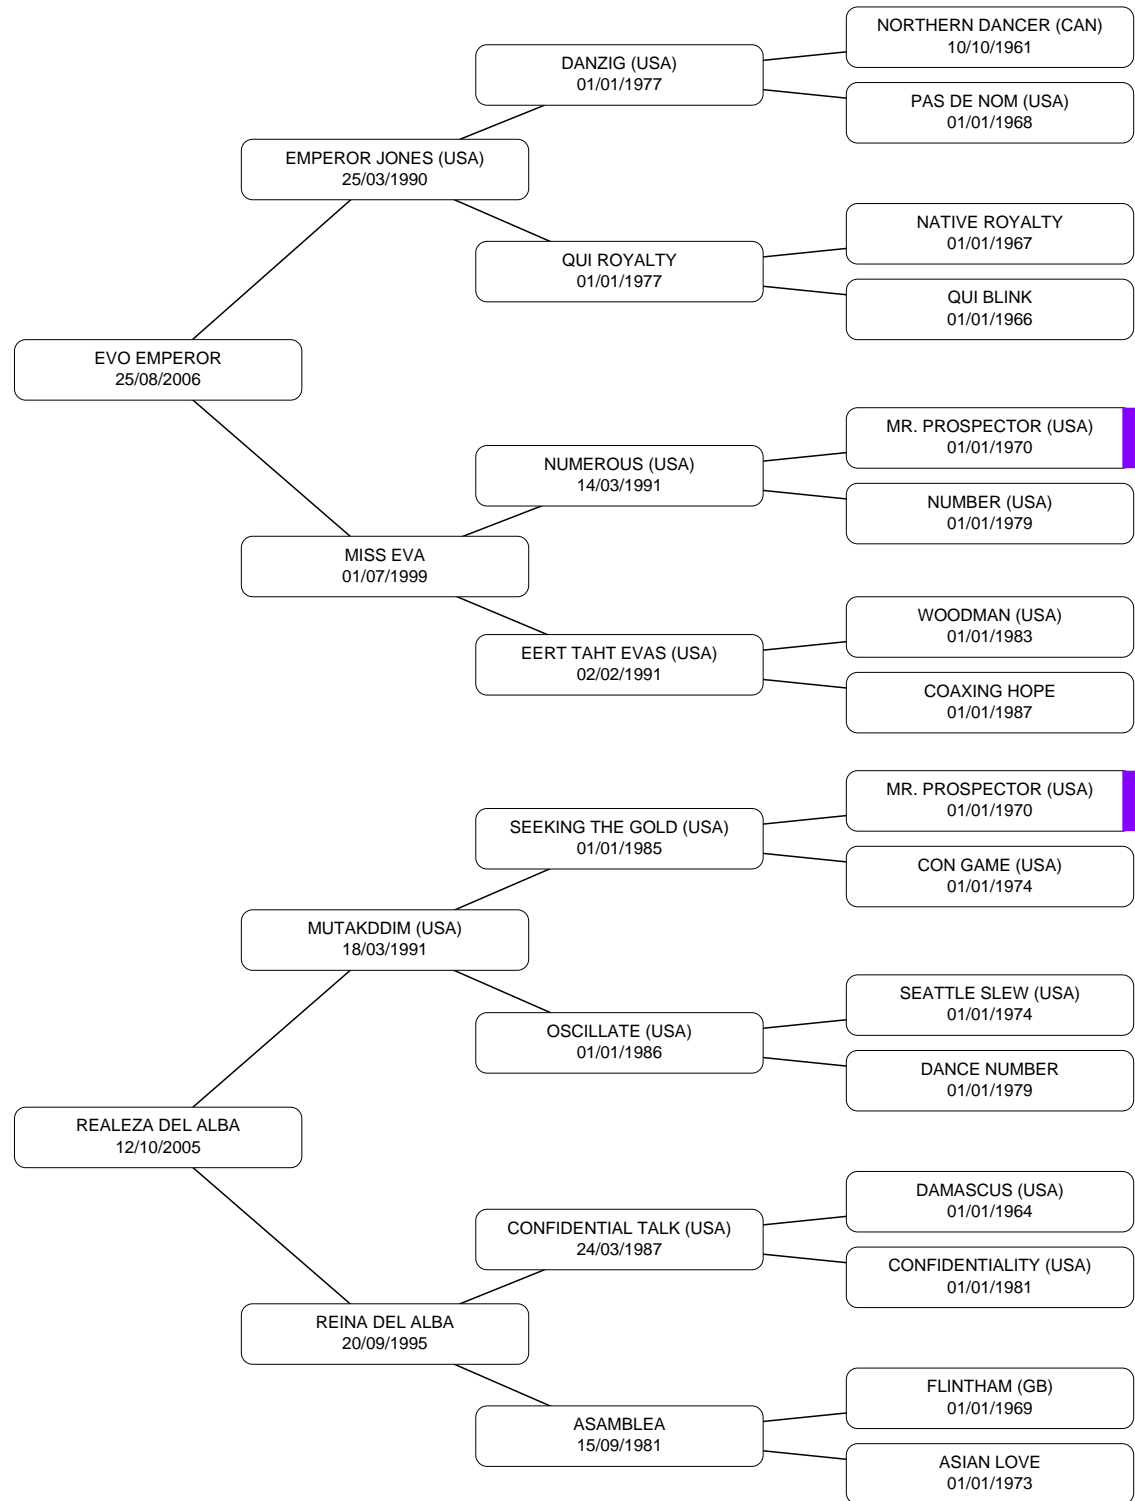 NORTHERN DANCER (CAN)
10/10/1961
DANZIG (USA)
01/01/1977
PAS DE NOM (USA)
01/01/1968
EMPEROR JONES (USA)
25/03/1990
NATIVE ROYALTY
01/01/1967
QUI ROYALTY
01/01/1977
QUI BLINK
01/01/1966
EVO EMPEROR
25/08/2006
MR. PROSPECTOR (USA)
01/01/1970
NUMEROUS (USA)
14/03/1991
NUMBER (USA)
01/01/1979
MISS EVA
01/07/1999
WOODMAN (USA)
01/01/1983
EERT TAHT EVAS (USA)
02/02/1991
COAXING HOPE
01/01/1987
MR. PROSPECTOR (USA)
01/01/1970
SEEKING THE GOLD (USA)
01/01/1985
CON GAME (USA)
01/01/1974
MUTAKDDIM (USA)
18/03/1991
SEATTLE SLEW (USA)
01/01/1974
OSCILLATE (USA)
01/01/1986
DANCE NUMBER
01/01/1979
REALEZA DEL ALBA
12/10/2005
DAMASCUS (USA)
01/01/1964
CONFIDENTIAL TALK (USA)
24/03/1987
CONFIDENTIALITY (USA)
01/01/1981
REINA DEL ALBA
20/09/1995
FLINTHAM (GB)
01/01/1969
ASAMBLEA
15/09/1981
ASIAN LOVE
01/01/1973